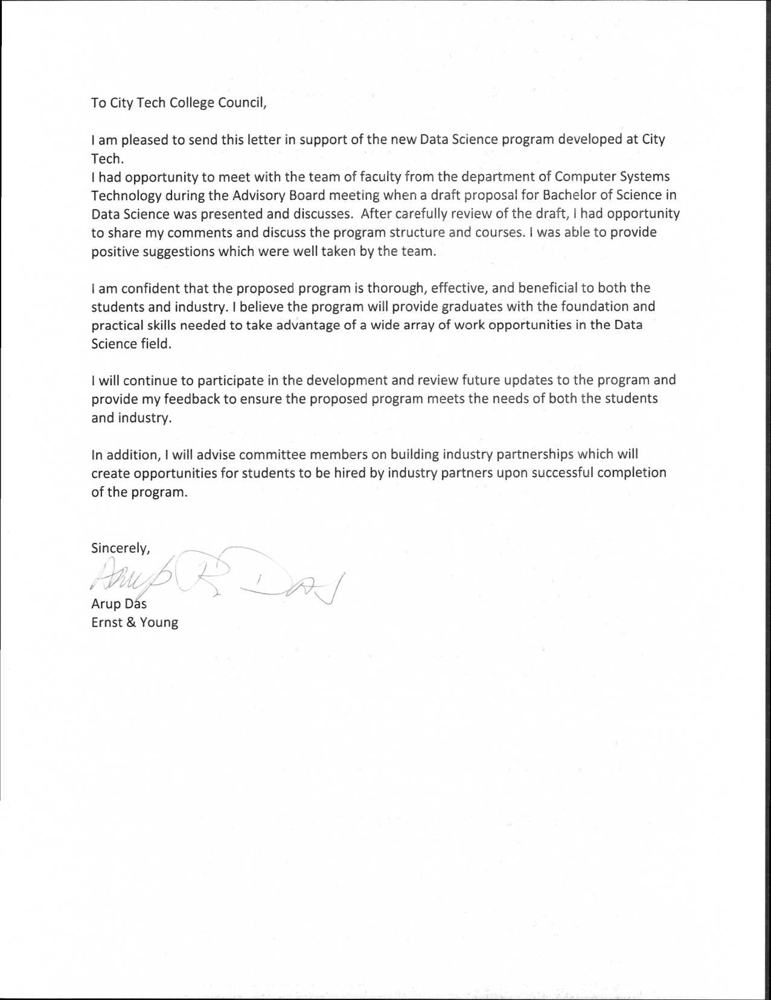 To City Tech College Council,
I am pleased to send this letter in support of the new Data Science program developed at City
Tech.
I had opportunity to meet with the team of faculty from the department of Computer Systems
Technology during the Advisory Board meeting when a draft proposal for Bachelor of Science in
Data Science was presented and discusses.  After carefully review of the draft, I had opportunity
to share my comments and discuss the program structure and courses. I was able to provide
positive suggestions which were well taken by the team.
I am confident that the proposed program is thorough, effective, and beneficial to both the
students and industry. I believe the program will provide graduates with the foundation and
practical skills needed to take advantage of a wide array of work opportunities in the Data
Science field.
I will continue to participate in the development and review future updates to the program and
provide my feedback to ensure the proposed program meets the needs of both the students
and industry.
In addition, I will advise committee members on building industry partnerships which will
create opportunities for students to be hired by industry partners upon successful completion
of the program.
Sincerely,
Arup R Das
Arup Das
Ernst & Young